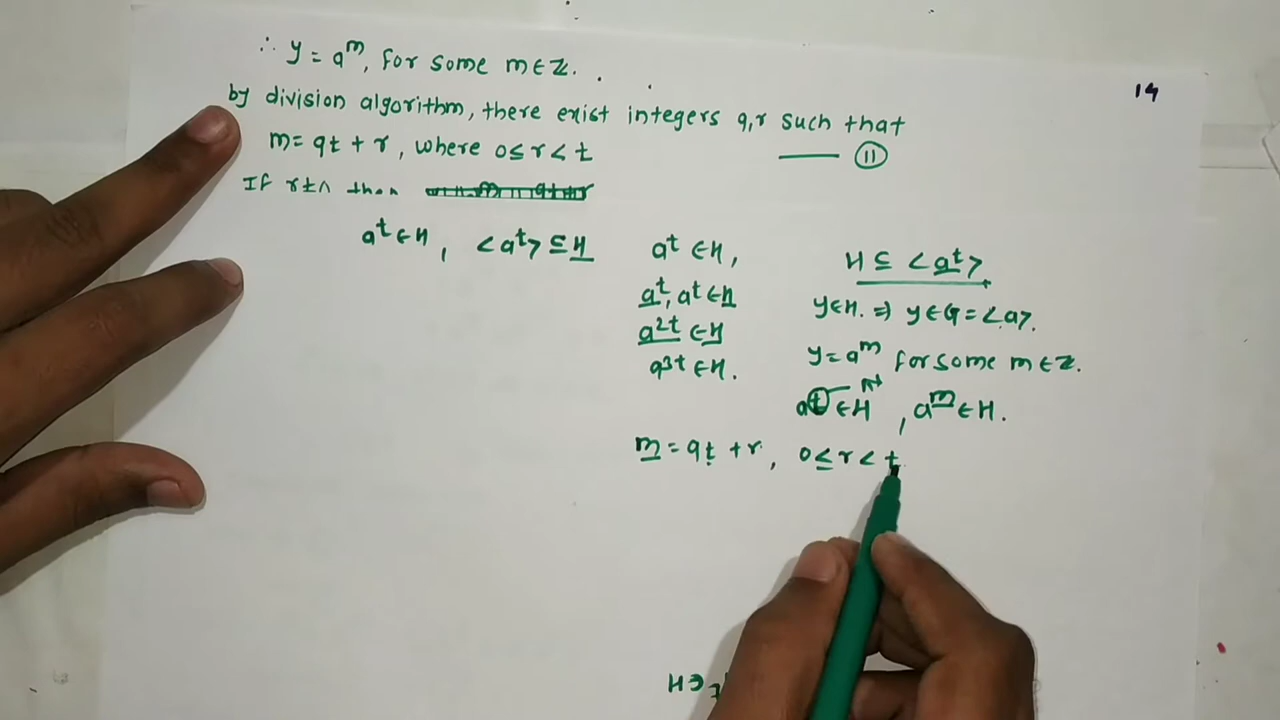 ∴ y = a^m, for some m ∈ ℤ.
14
by division algorithm, there exist integers q,r such that
m = qt + r, where 0 ≤ r < t —— ⑪
If then
a^t ∈ H, <a^t> ⊆ H
a^t ∈ H,
a^t, a^t ∈ H
a^2t ∈ H
a^3t ∈ H.
H ⊆ <a^t>
y ∈ H. ⇒ y ∈ G = <a>.
y = a^m for some m ∈ ℤ.
a^t ∈ H, a^m ∈ H.
m = qt + r, 0 ≤ r < t